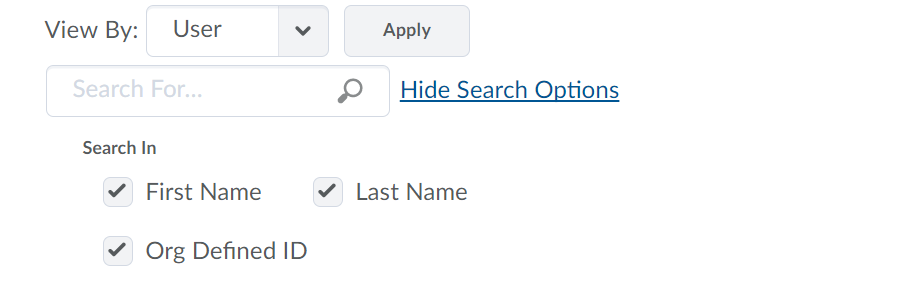 View By: User Apply
Search For... Hide Search Options
Search In
First Name Last Name
Org Defined ID